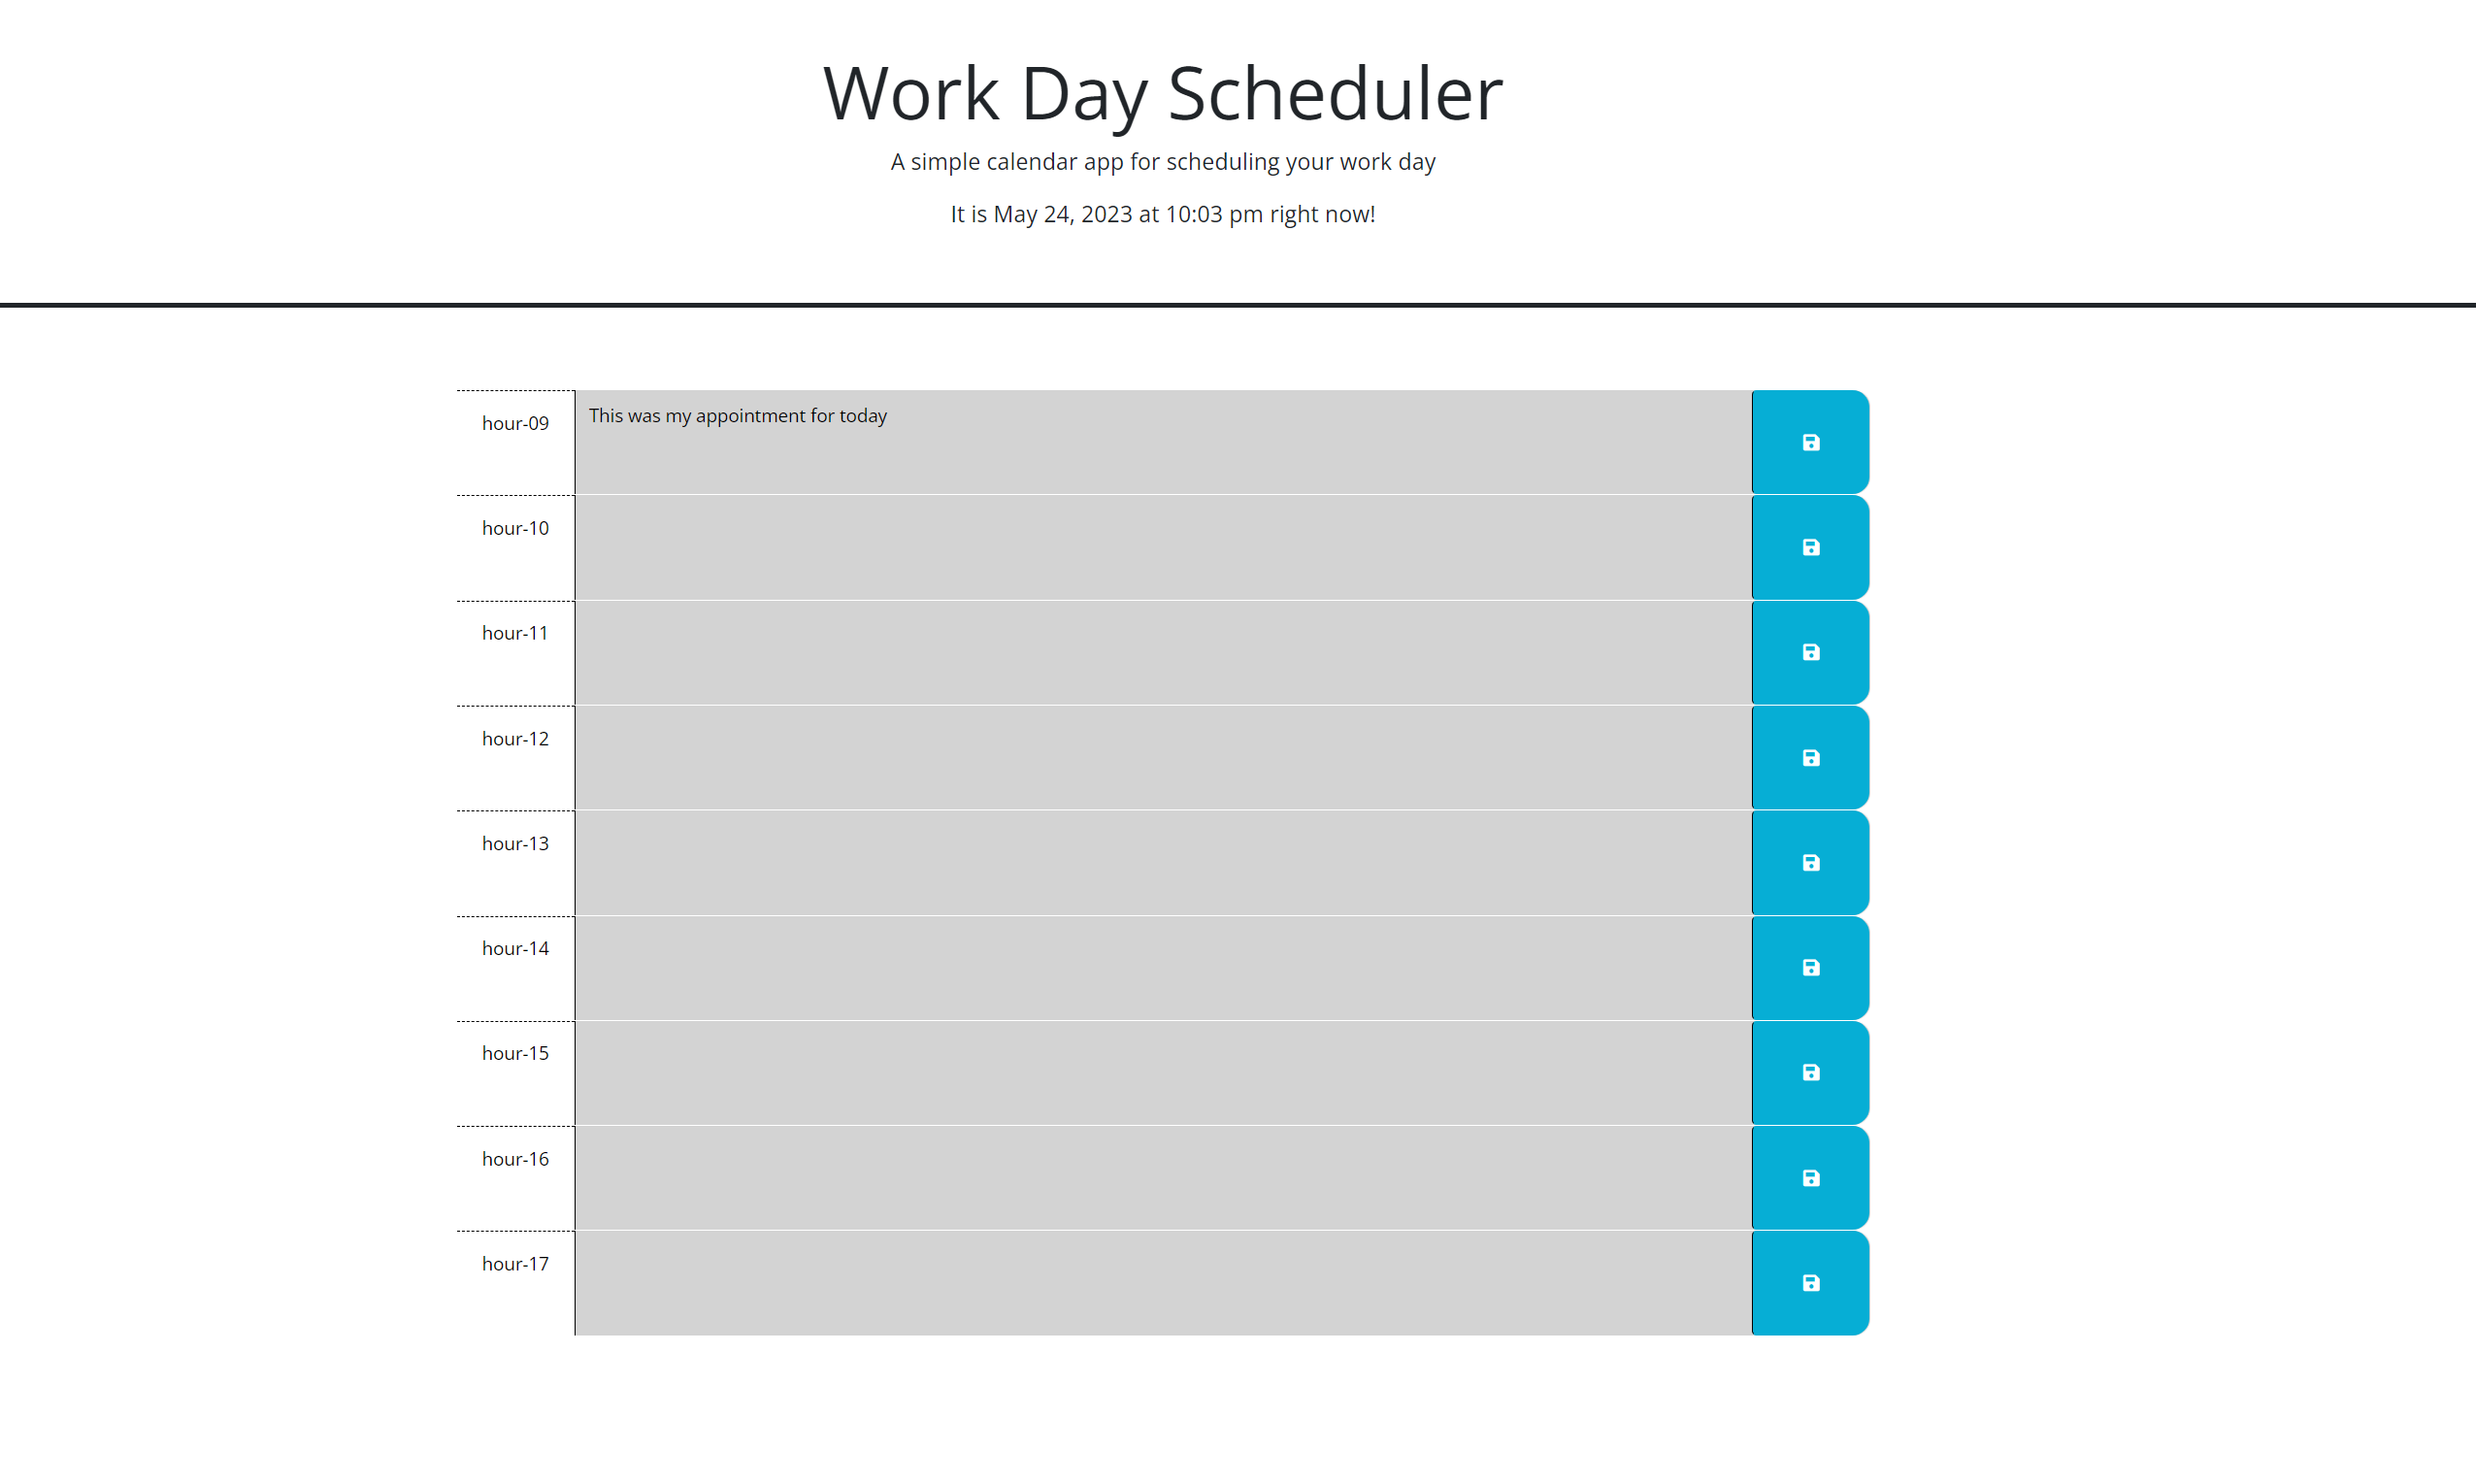 Work Day Scheduler
A simple calendar app for scheduling your work day
It is May 24, 2023 at 10:03 pm right now!
hour-09
This was my appointment for today
hour-10
hour-11
hour-12
hour-13
hour-14
hour-15
hour-16
hour-17